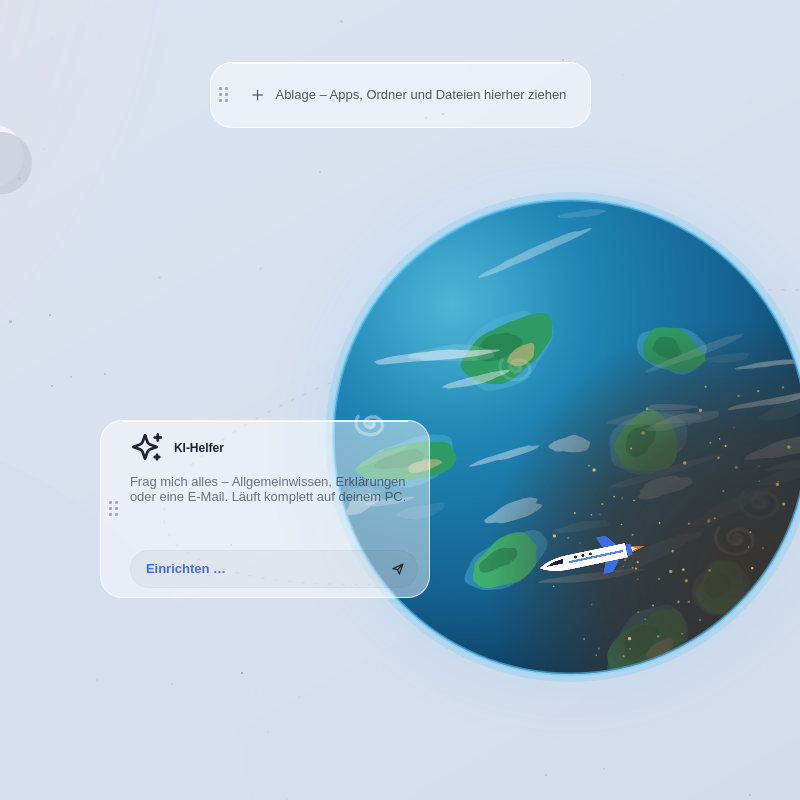 Ablage – Apps, Ordner und Dateien hierher ziehen
KI-Helfer
Frag mich alles – Allgemeinwissen, Erklärungen
oder eine E-Mail. Läuft komplett auf deinem PC.
Einrichten …